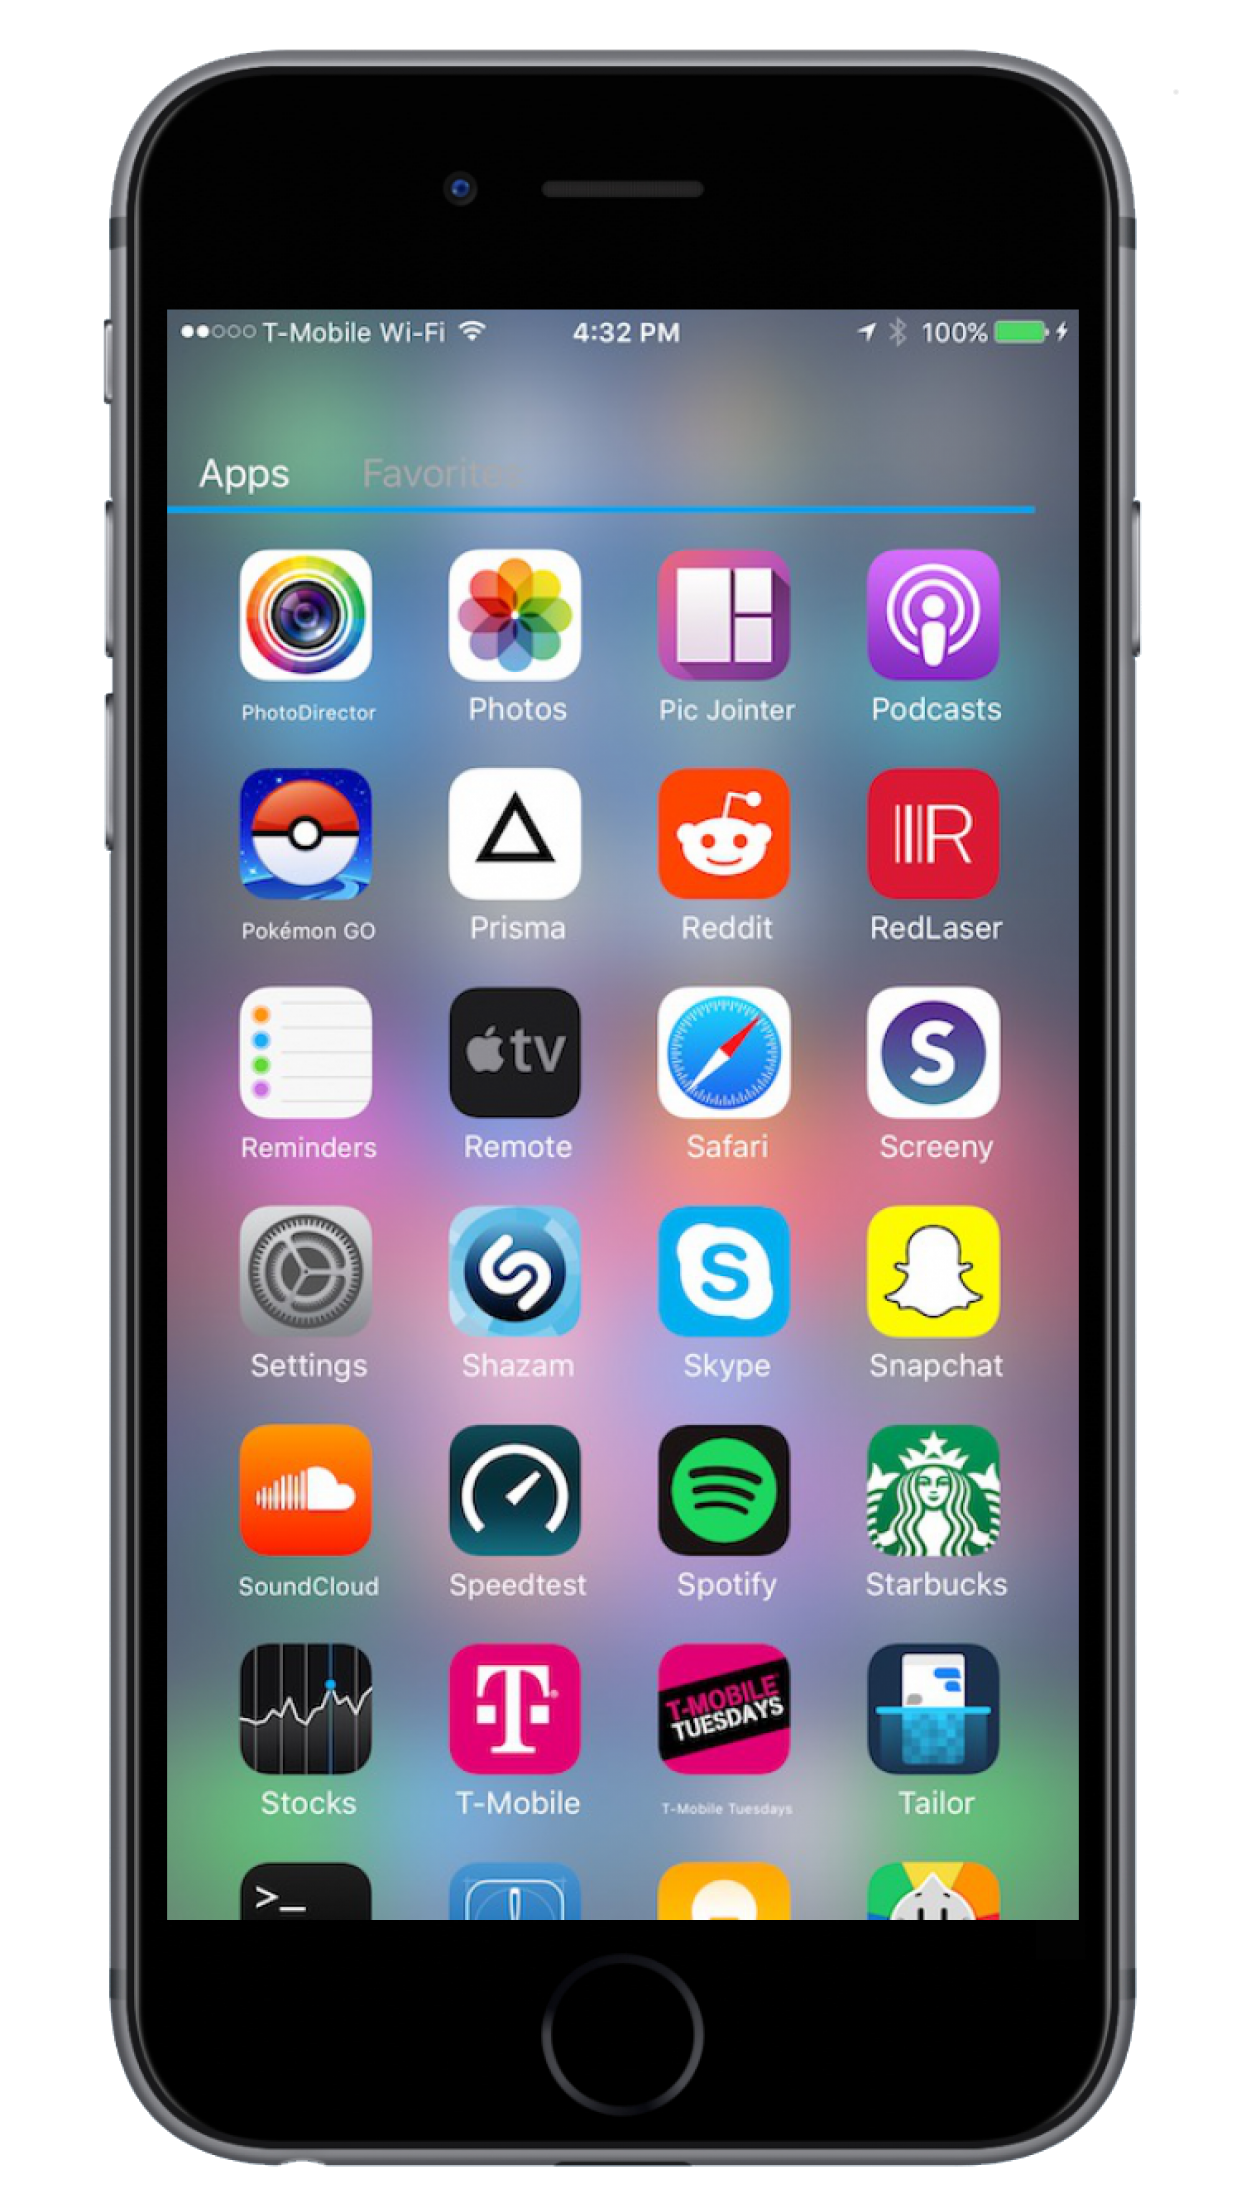 T-Mobile Wi-Fi 4:32 PM 100%
Apps Favorites
PhotoDirector Photos Pic Jointer Podcasts
R
Pokémon GO Prisma Reddit RedLaser
tv S
Reminders Remote Safari Screeny
S
Settings Shazam Skype Snapchat
SoundCloud Speedtest Spotify Starbucks
T T-MOBILE
TUESDAYS
Stocks T-Mobile T-Mobile Tuesdays Tailor
>_